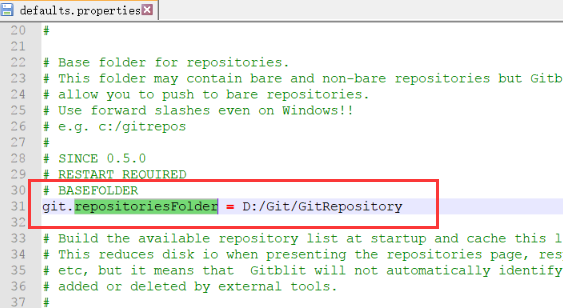 defaults.properties
20 #
21
22 # Base folder for repositories.
23 # This folder may contain bare and non-bare repositories but Gitb
24 # allow you to push to bare repositories.
25 # Use forward slashes even on Windows!!
26 # e.g. c:/gitrepos
27 #
28 # SINCE 0.5.0
29 # RESTART REQUIRED
30 # BASEFOLDER
31 git.repositoriesFolder = D:/Git/GitRepository
32
33 # Build the available repository list at startup and cache this l
34 # This reduces disk io when presenting the repositories page, res
35 # etc, but it means that  Gitblit will not automatically identify
36 # added or deleted by external tools.
37 #